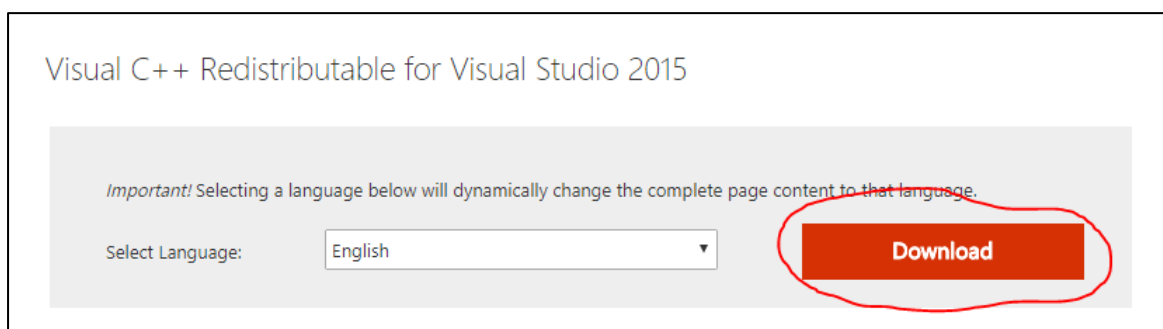 Visual C++ Redistributable for Visual Studio 2015
Important! Selecting a language below will dynamically change the complete page content to that language.
Select Language:
English
Download